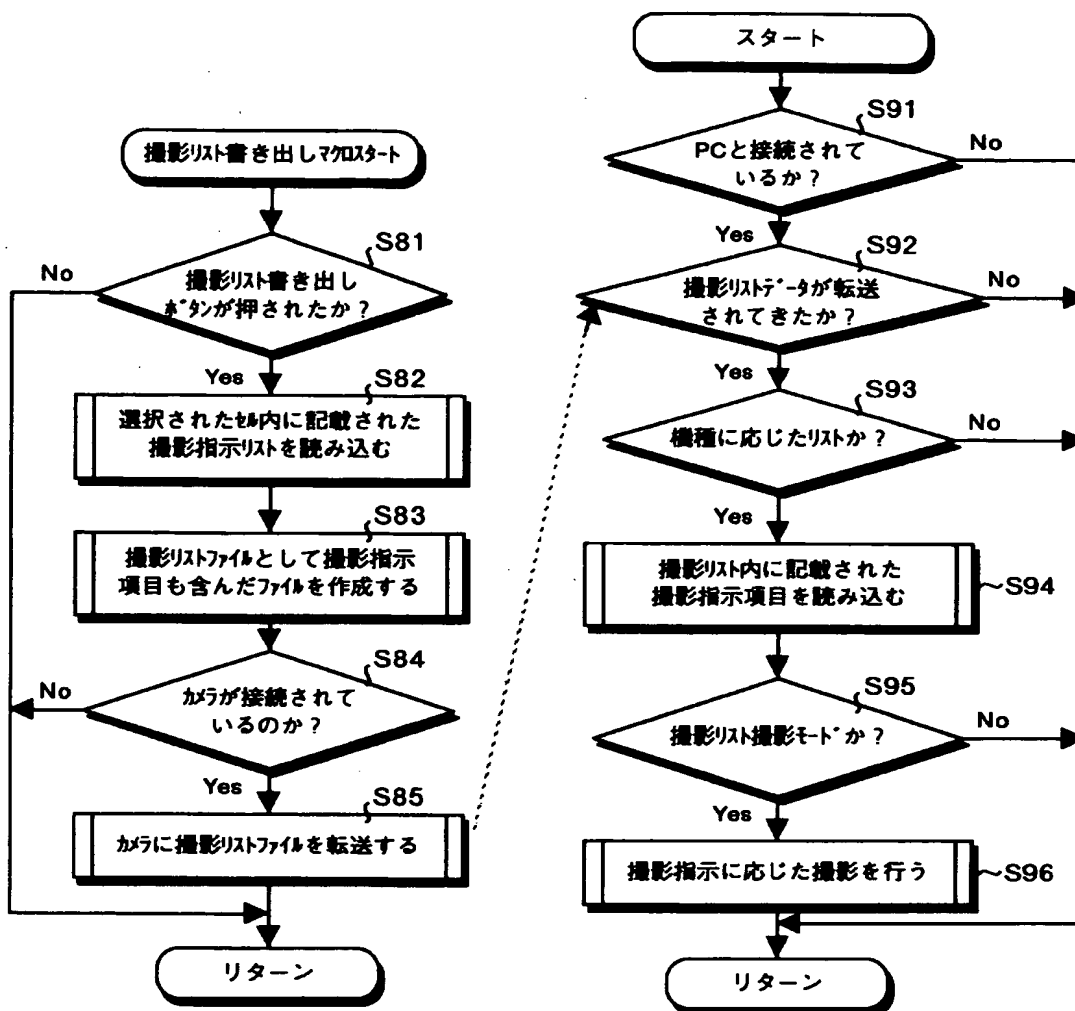 撮影リスト書き出しマクロスタート
S81
撮影リスト書き出し
ボタンが押されたか?
No
Yes
S82
選択されたセル内に記載された
撮影指示リストを読み込む
S83
撮影リストファイルとして撮影指示
項目も含んだファイルを作成する
S84
カメラが接続されて
いるのか?
No
Yes
S85
カメラに撮影リストファイルを転送する
リターン
スタート
S91
PCと接続されて
いるか?
No
Yes
S92
撮影リストデータが転送
されてきたか?
No
Yes
S93
機種に応じたリストか?
No
Yes
撮影リスト内に記載された
撮影指示項目を読み込む
S94
S95
撮影リスト撮影モードか?
No
Yes
撮影指示に応じた撮影を行う
S96
リターン